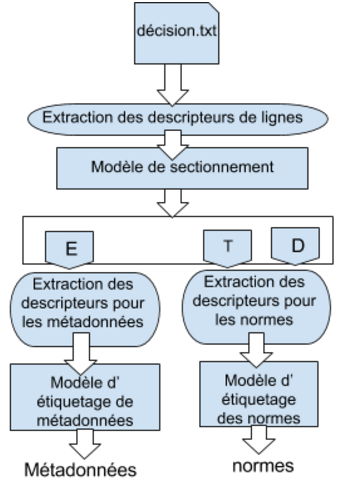 décision.txt
Extraction des descripteurs de lignes
Modèle de sectionnement
E
T
D
Extraction des
descripteurs pour
les métadonnées
Extraction des
descripteurs pour
les normes
Modèle d'
étiquetage de
métadonnées
Modèle d'
étiquetage
des normes
Métadonnées
normes